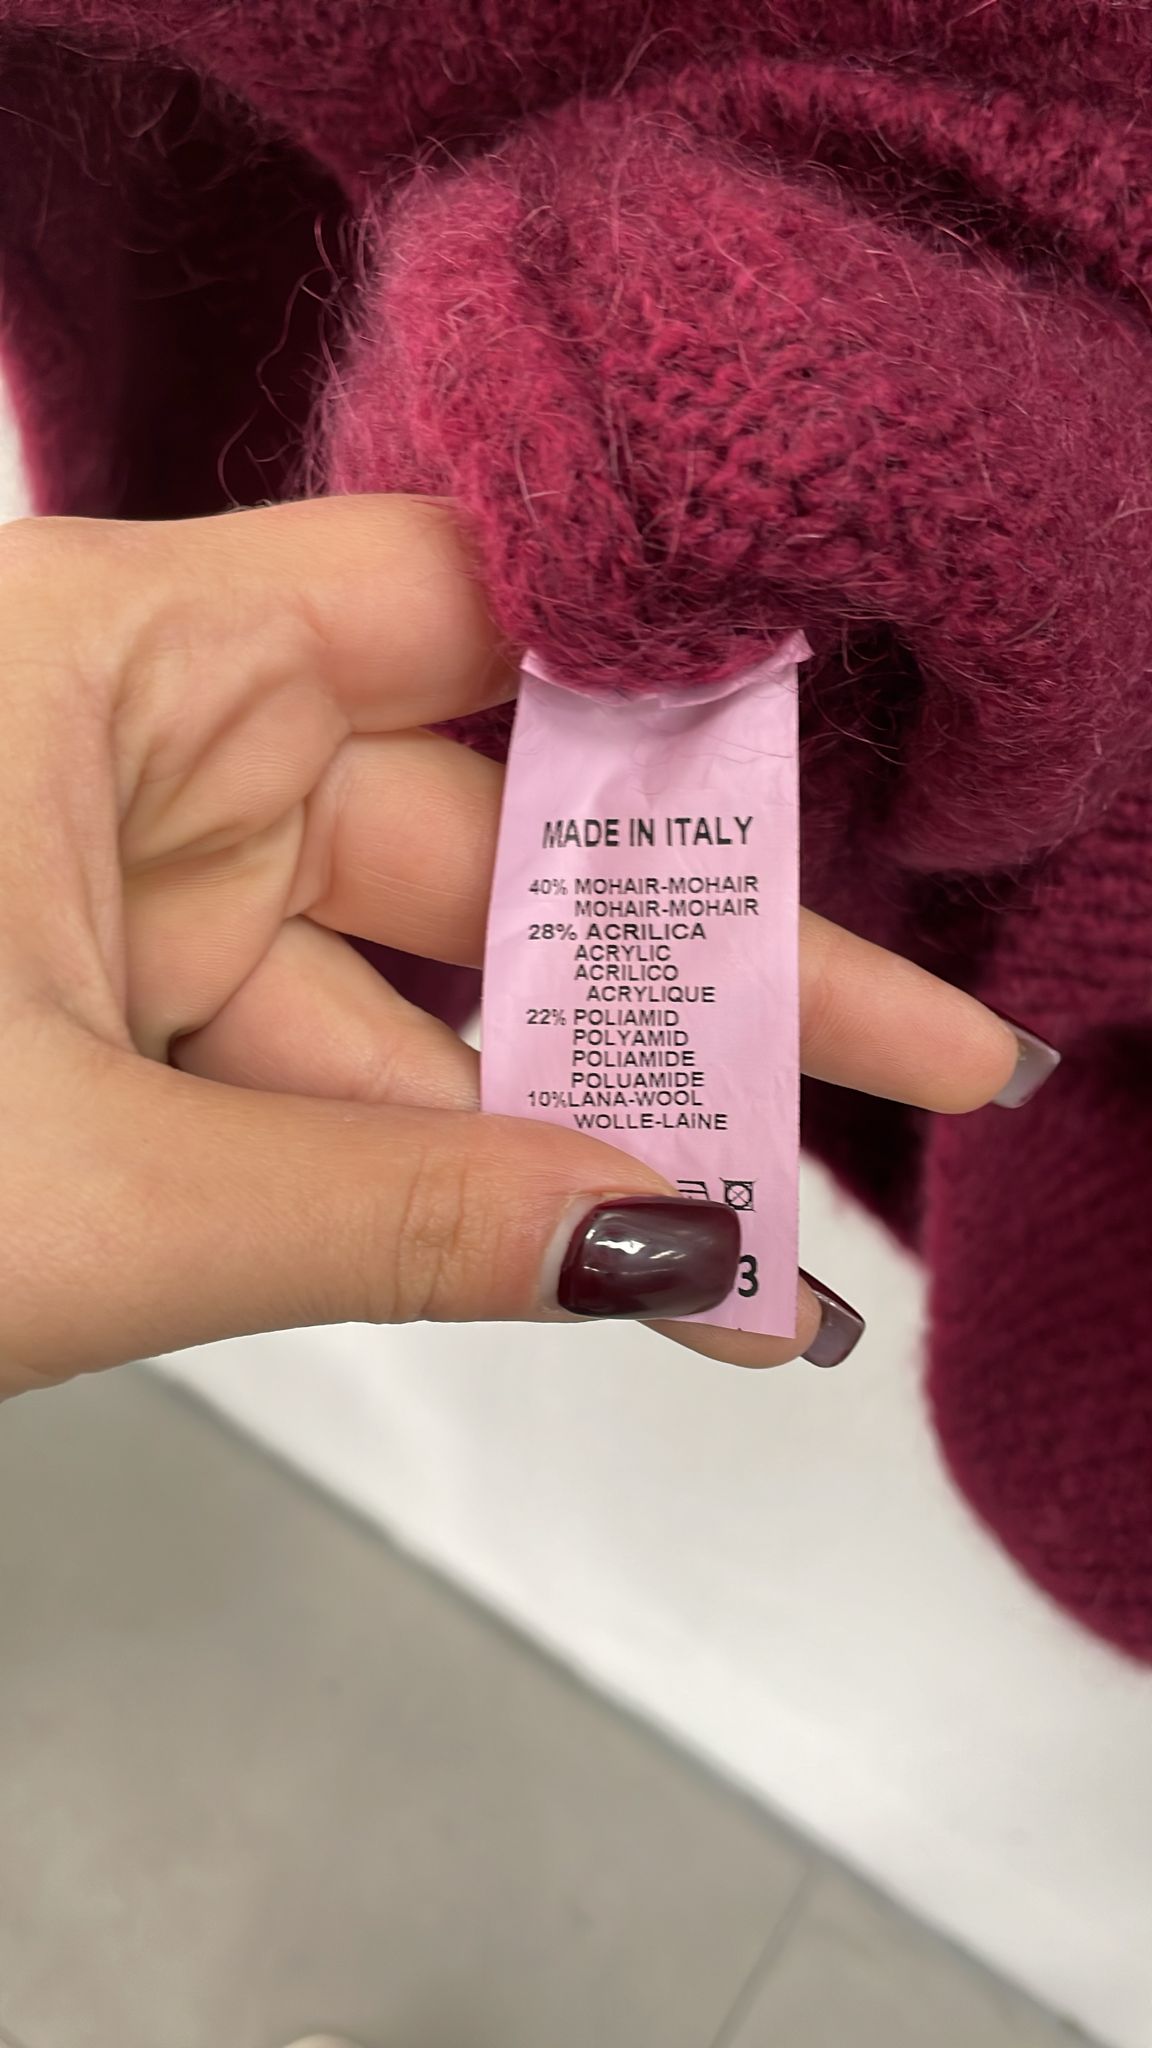 MADE IN ITALY
40% MOHAIR-MOHAIR
MOHAIR-MOHAIR
28% ACRILICA
ACRYLIC
ACRILICO
ACRYLIQUE
22% POLIAMID
POLYAMID
POLIAMIDE
POLUAMIDE
10%LANA-WOOL
WOLLE-LAINE
3